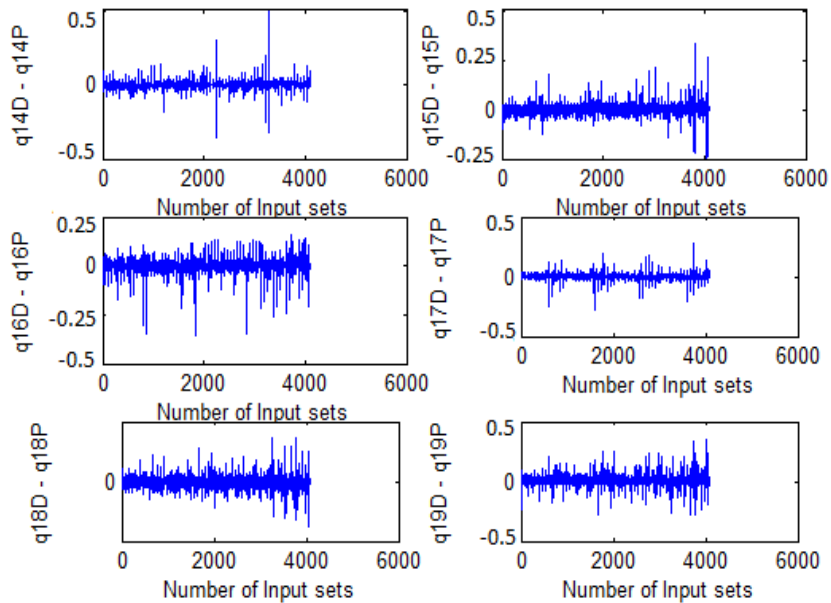 0.5
0
-0.5
q14D - q14P
0 2000 4000 6000
Number of Input sets
0.5
0.25
0
-0.25
q15D - q15P
0 2000 4000 6000
Number of Input sets
0.25
0
-0.25
-0.5
q16D - q16P
0 2000 4000 6000
Number of Input sets
0.5
0
-0.5
q17D - q17P
0 2000 4000 6000
Number of Input sets
0
q18D - q18P
0 2000 4000 6000
Number of Input sets
0.5
0
-0.5
q19D - q19P
0 2000 4000 6000
Number of Input sets